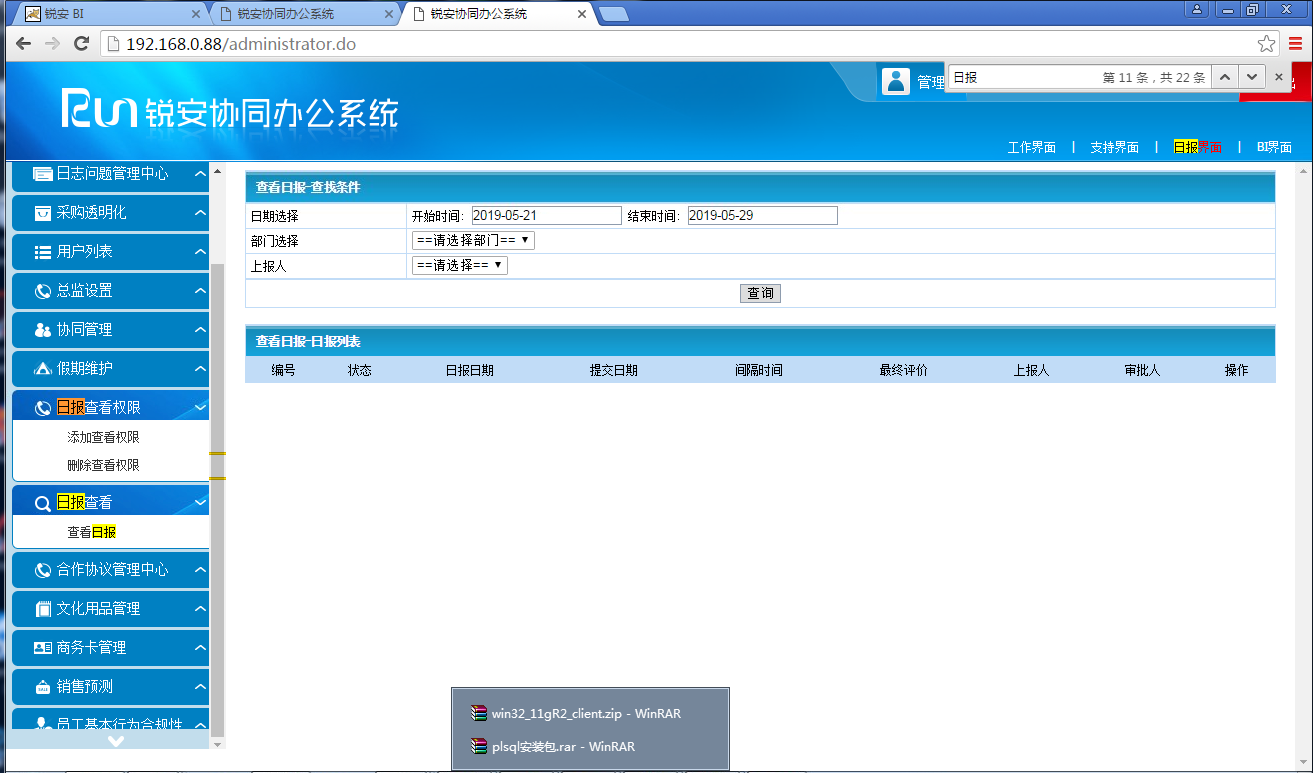 锐安 BI
锐安协同办公系统
锐安协同办公系统
192.168.0.88/administrator.do
日报
第 11 条，共 22 条
Run 锐安协同办公系统
管理
出
工作界面 | 支持界面 | 日报界面 | BI界面
日志问题管理中心
采购透明化
用户列表
总监设置
协同管理
假期维护
日报查看权限
添加查看权限
删除查看权限
日报查看
查看日报
合作协议管理中心
文化用品管理
商务卡管理
销售预测
员工基本行为合规性
查看日报-查找条件
日期选择 开始时间: 2019-05-21 结束时间: 2019-05-29
部门选择 ==请选择部门==
上报人 ==请选择==
查询
查看日报-日报列表
编号 状态 日报日期 提交日期 间隔时间 最终评价 上报人 审批人 操作
win32_11gR2_client.zip - WinRAR
plsql安装包.rar - WinRAR